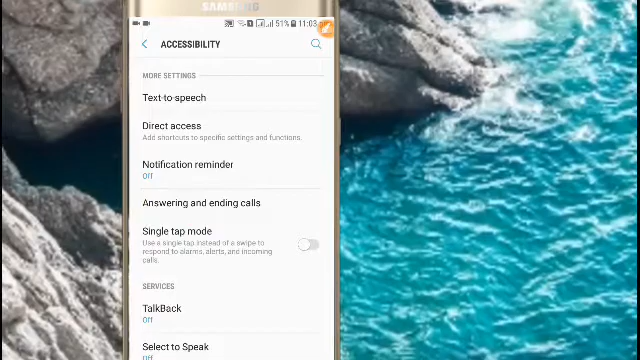 SAMSUNG
51% 11:03
ACCESSIBILITY
MORE SETTINGS
Text-to-speech
Direct access
Add shortcuts to specific settings and functions.
Notification reminder
Off
Answering and ending calls
Single tap mode
Use a single tap instead of a swipe to
respond to alarms, alerts, and incoming
calls.
SERVICES
TalkBack
Off
Select to Speak
Off